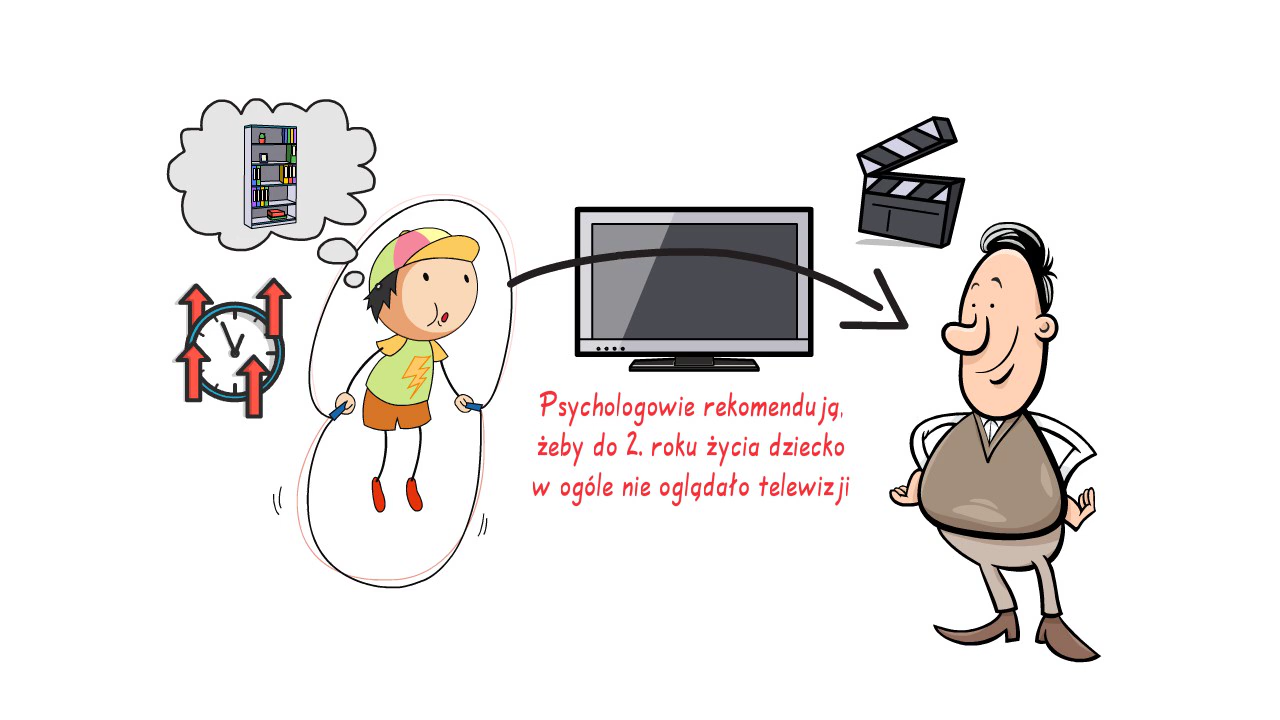 Psychologowie rekomendują,
żeby do 2. roku życia dziecko
w ogóle nie oglądało telewizji